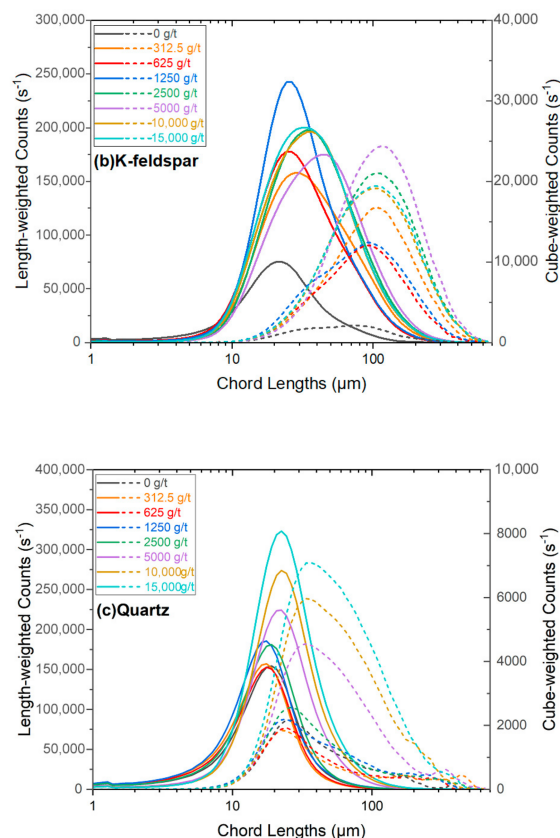 300,000
250,000
200,000
150,000
100,000
50,000
0
Length-weighted Counts (s-1)
0 g/t
312.5 g/t
625 g/t
1250 g/t
2500 g/t
5000 g/t
10,000 g/t
15,000 g/t
(b)K-feldspar
40,000
30,000
20,000
10,000
0
Cube-weighted Counts (s-1)
1
10
100
Chord Lengths (μm)
400,000
350,000
300,000
250,000
200,000
150,000
100,000
50,000
0
Length-weighted Counts (s-1)
0 g/t
312.5 g/t
625 g/t
1250 g/t
2500 g/t
5000 g/t
10,000g/t
15,000g/t
(c)Quartz
10,000
8000
6000
4000
2000
0
Cube-weighted Counts (s-1)
1
10
100
Chord Lengths (μm)